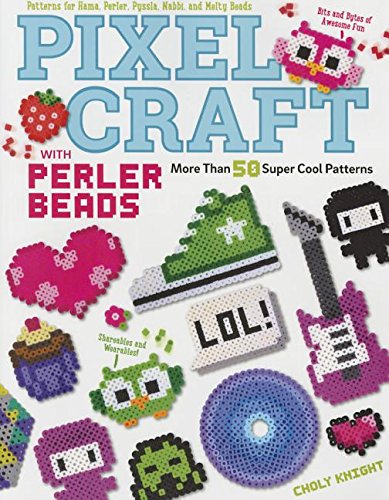 Patterns for Hama, Perler, Pyssla, Nabbi, and Melty Beads
PIXEL
Bits and Bytes of
Awesome Fun
CRAFT
WITH
PERLER
BEADS
More Than 50 Super Cool Patterns
LOL!
Shareables and
Wearables!
CHOLY KNIGHT